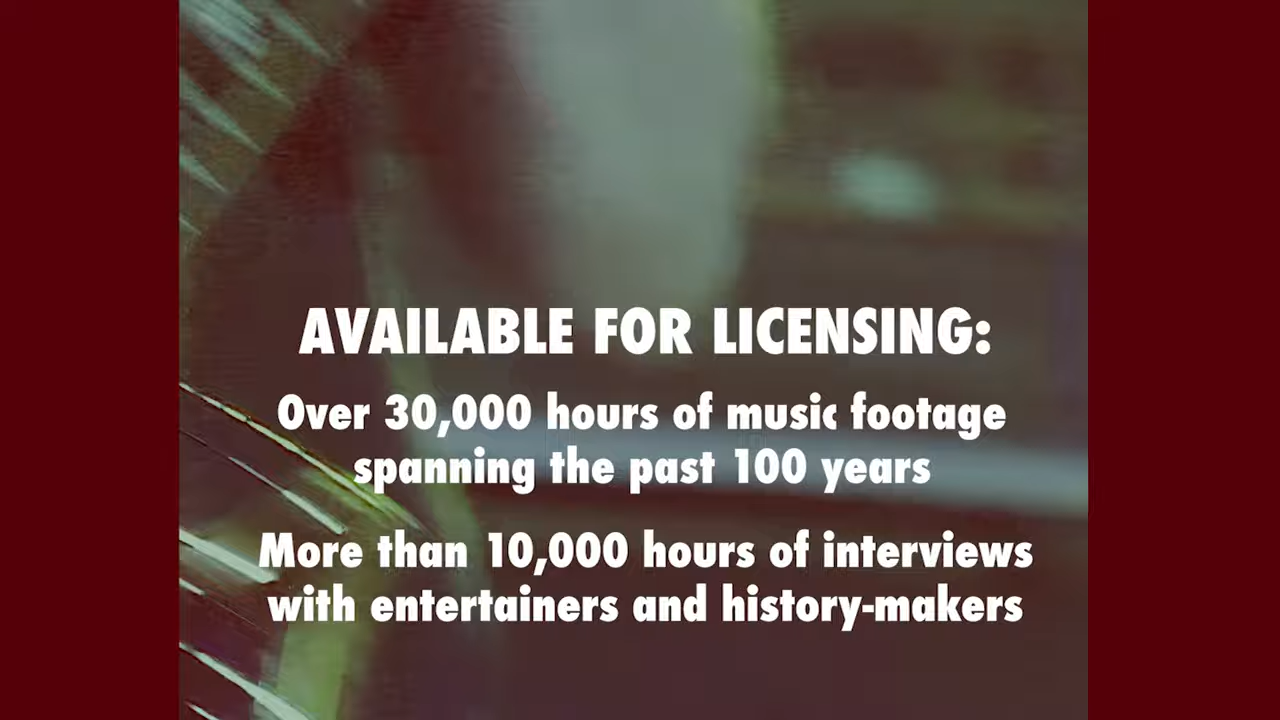 AVAILABLE FOR LICENSING:
Over 30,000 hours of music footage
spanning the past 100 years
More than 10,000 hours of interviews
with entertainers and history-makers